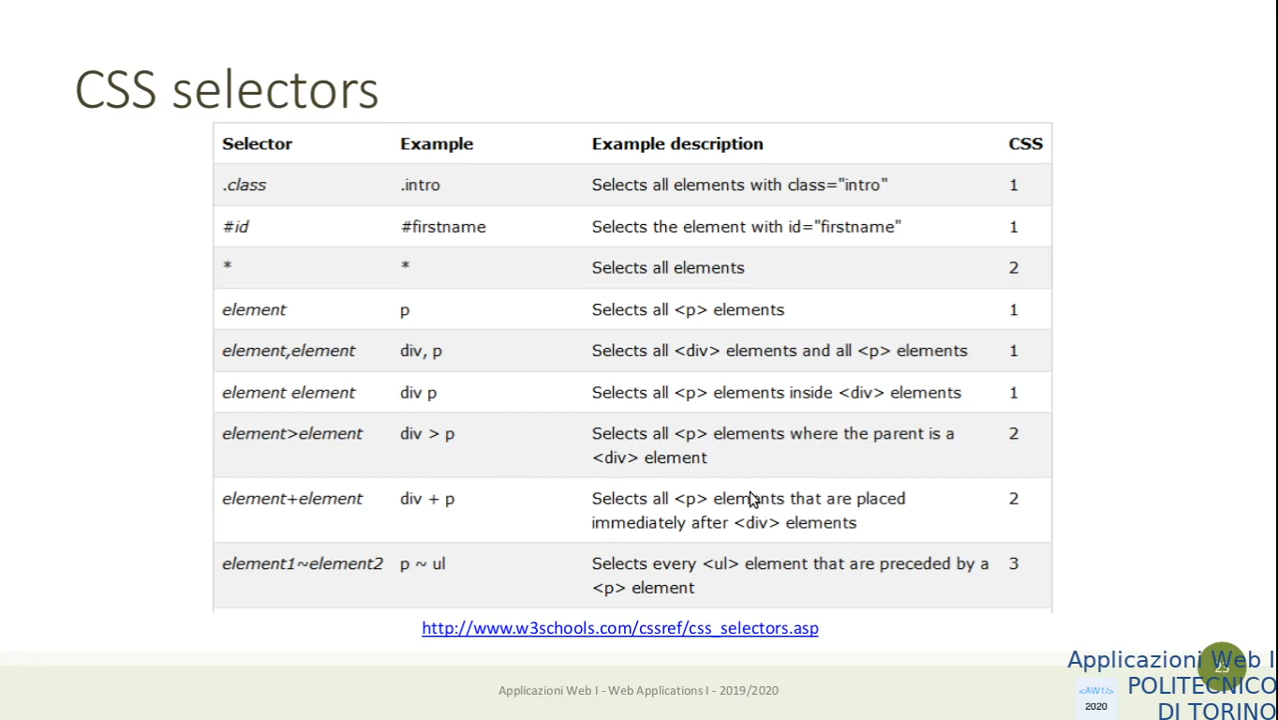 CSS selectors
Selector Example Example description CSS
.class .intro Selects all elements with class="intro" 1
#id #firstname Selects the element with id="firstname" 1
* * Selects all elements 2
element p Selects all <p> elements 1
element,element div, p Selects all <div> elements and all <p> elements 1
element element div p Selects all <p> elements inside <div> elements 1
element>element div > p Selects all <p> elements where the parent is a 2
<div> element
element+element div + p Selects all <p> elements that are placed 2
immediately after <div> elements
element1~element2 p ~ ul Selects every <ul> element that are preceded by a 3
<p> element
http://www.w3schools.com/cssref/css_selectors.asp
Applicazioni Web I - Web Applications I - 2019/2020
Applicazioni Web I
POLITECNICO
DI TORINO
<AW1/>
2020